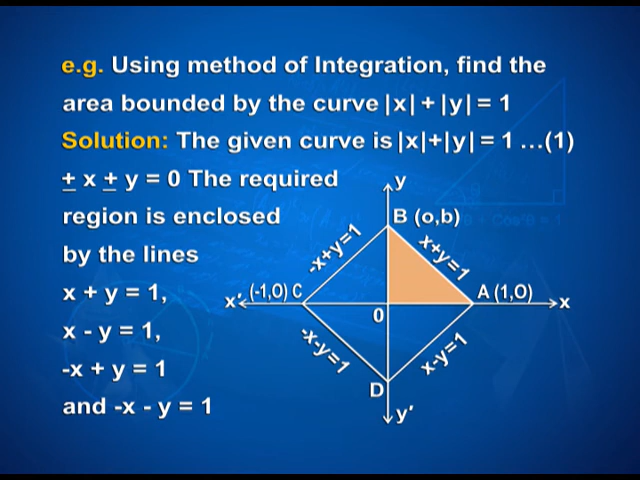 e.g. Using method of Integration, find the
area bounded by the curve |x| + |y| = 1
Solution: The given curve is |x|+|y| = 1 ...(1)
± x ± y = 0 The required
region is enclosed
by the lines
x + y = 1,
x - y = 1,
-x + y = 1
and -x - y = 1
y
B (o,b)
-x+y=1
x+y=1
x′
(-1,O) C
A (1,O)
x
0
-x-y=1
x-y=1
D
y′